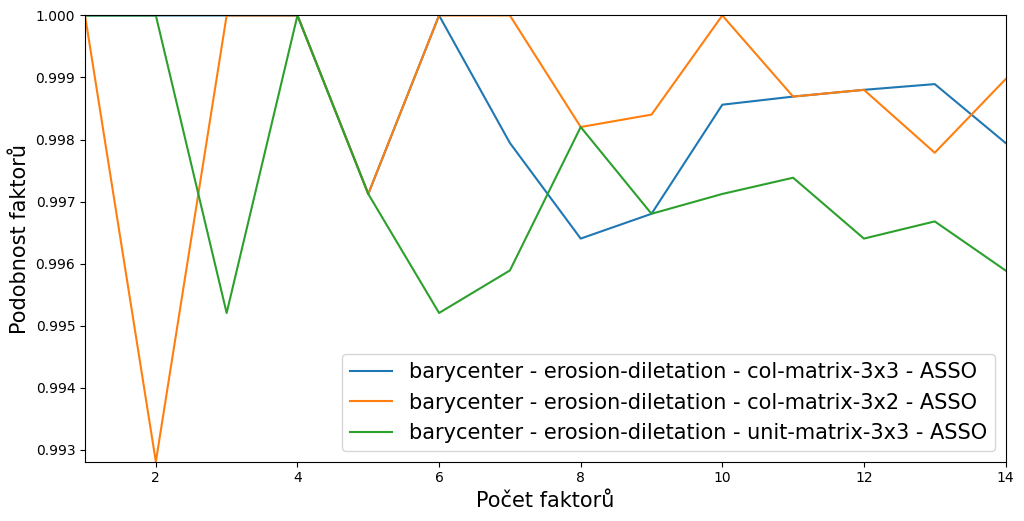 1.000
0.999
0.998
0.997
0.996
0.995
0.994
0.993
Podobnost faktorů
barycenter - erosion-diletation - col-matrix-3x3 - ASSO
barycenter - erosion-diletation - col-matrix-3x2 - ASSO
barycenter - erosion-diletation - unit-matrix-3x3 - ASSO
2 4 6 8 10 12 14
Počet faktorů